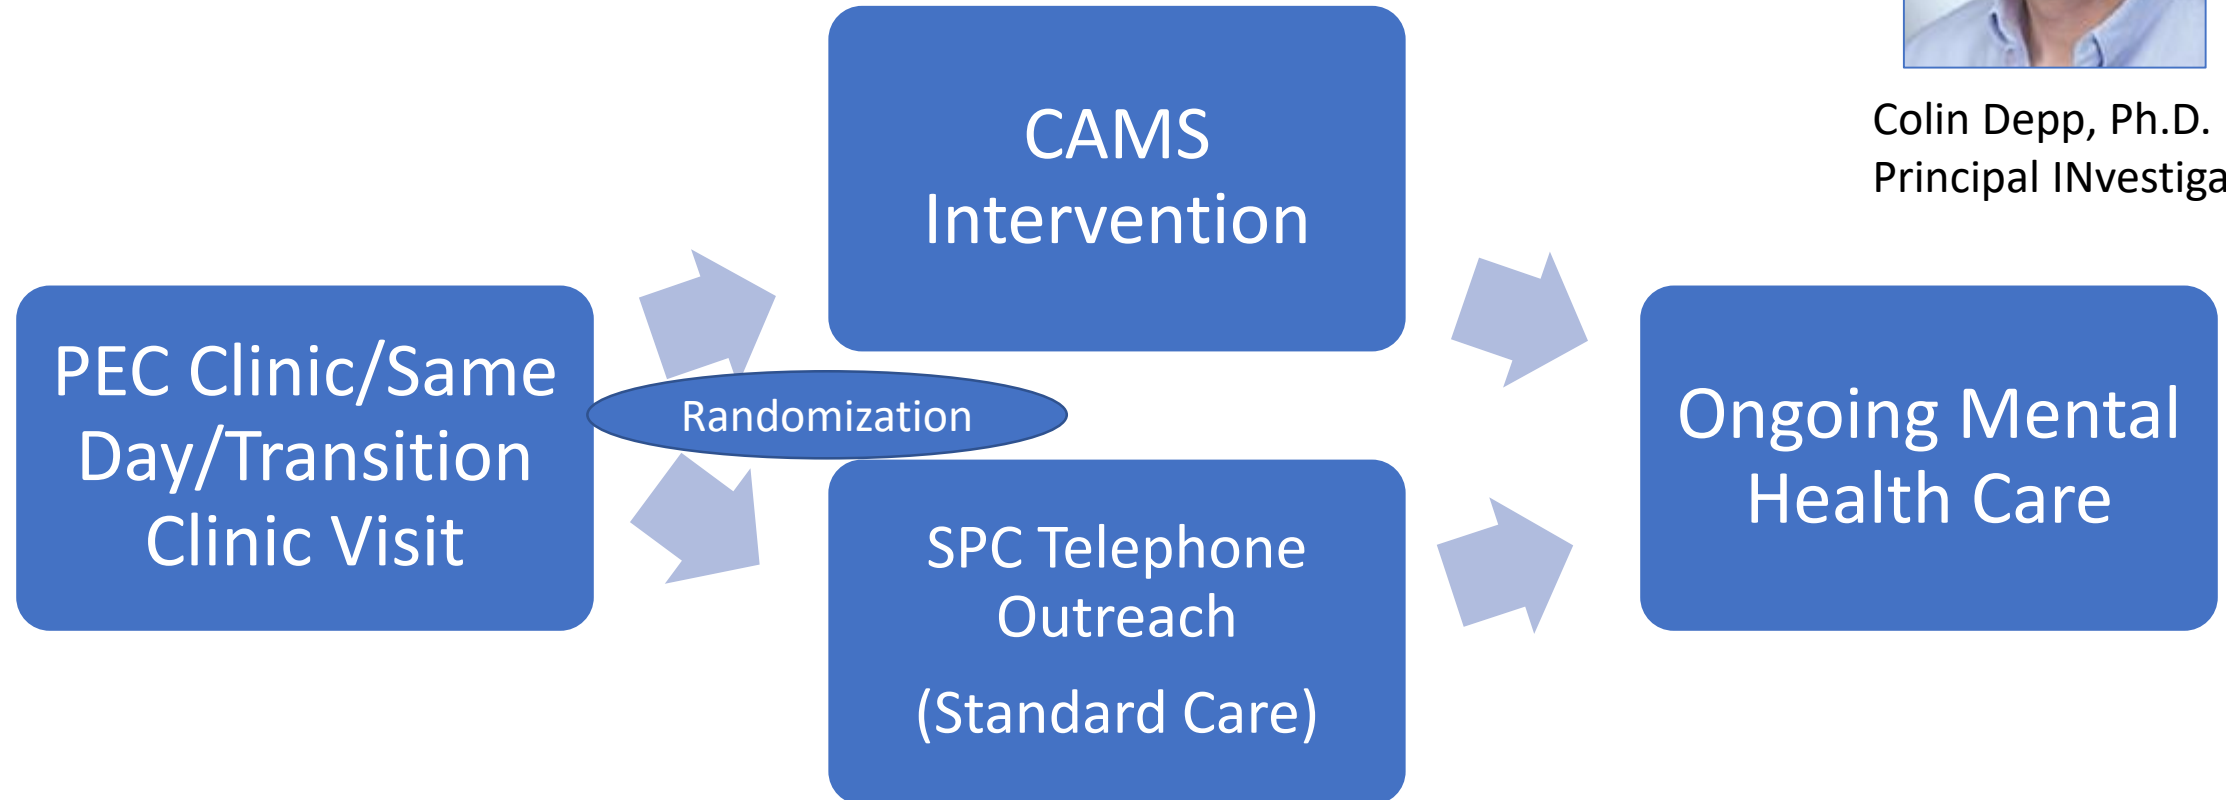 CAMS
Intervention
Colin Depp, Ph.D.
Principal INvestiga
PEC Clinic/Same
Day/Transition
Clinic Visit
Randomization
SPC Telephone
Outreach
(Standard Care)
Ongoing Mental
Health Care